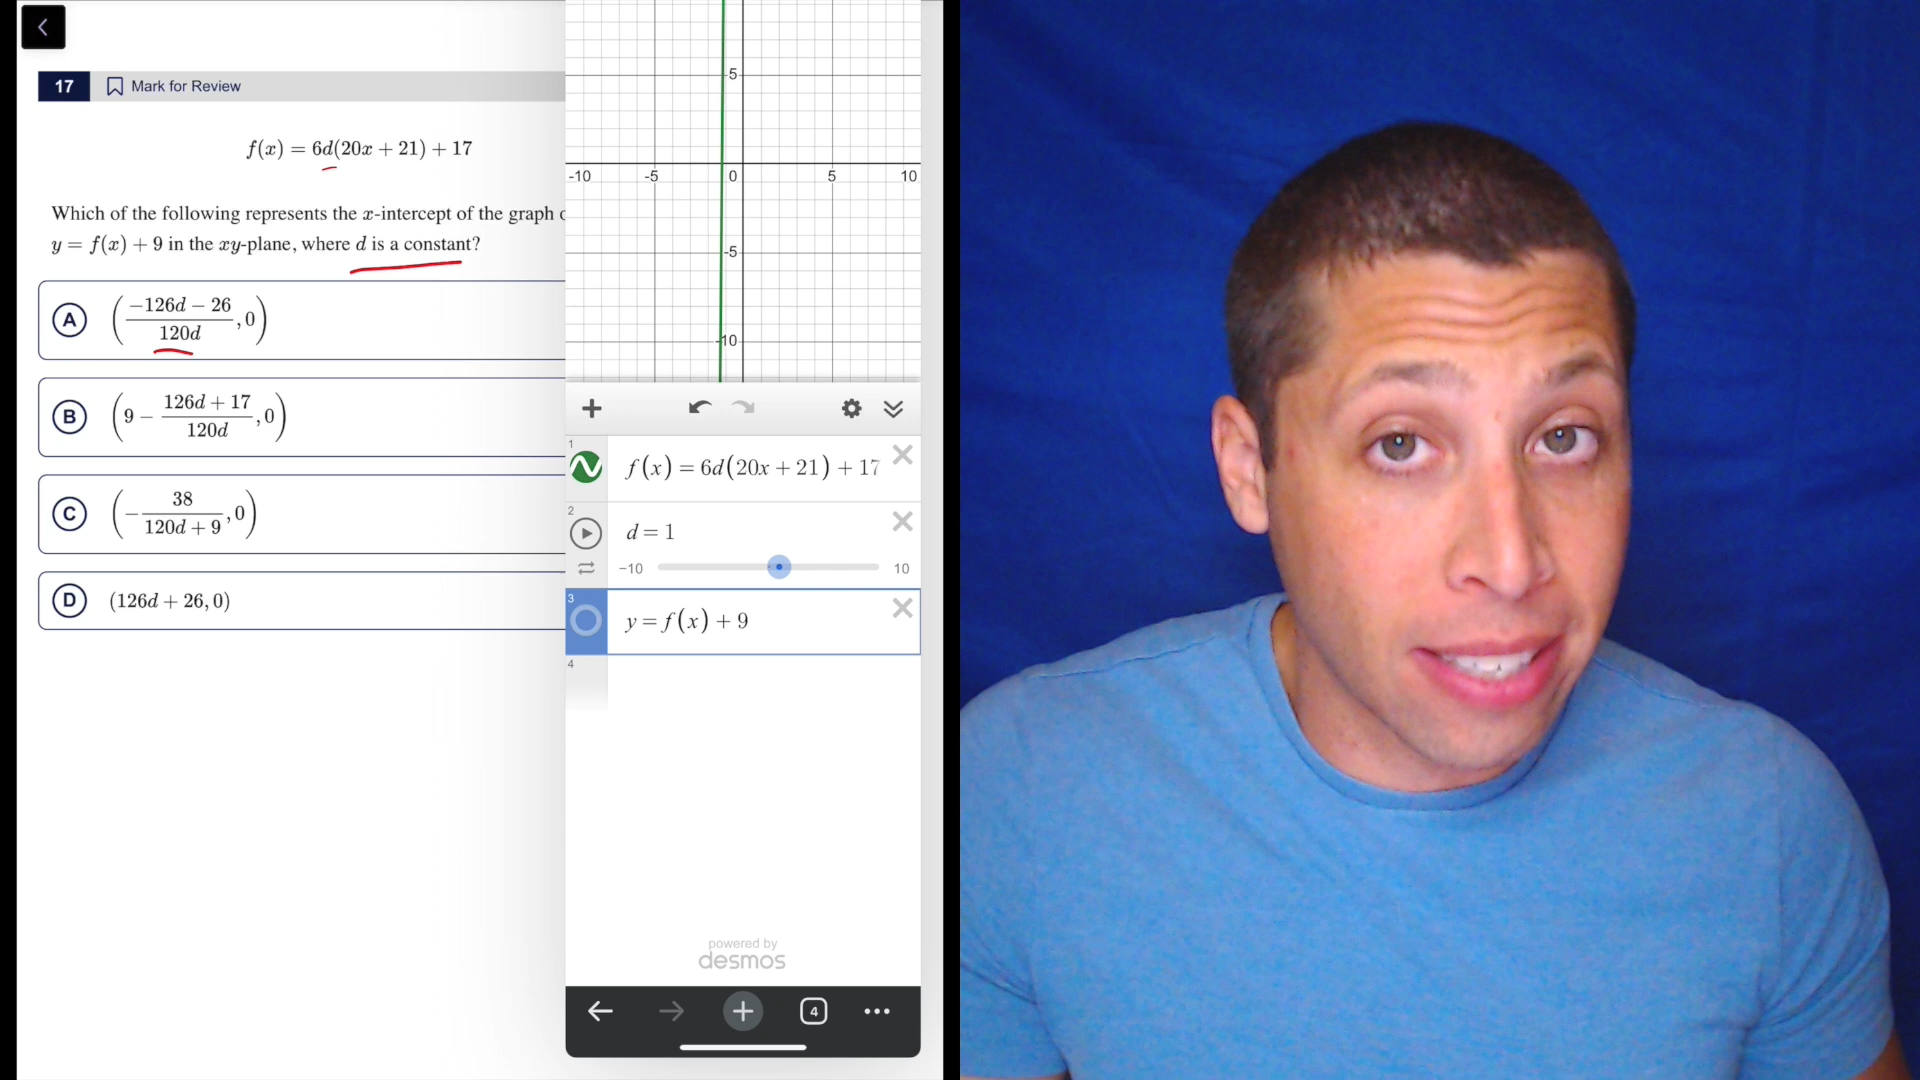 17 Mark for Review
f(x) = 6d(20x + 21) + 17
Which of the following represents the x-intercept of the graph
y = f(x) + 9 in the xy-plane, where d is a constant?
A (−126d − 26 / 120d, 0)
B (9 − 126d + 17 / 120d, 0)
C (−38 / 120d + 9, 0)
D (126d + 26, 0)
5
-10 -5 0 5 10
-5
-10
1
f(x) = 6d(20x + 21) + 17
2
d = 1
−10 10
3
y = f(x) + 9
4
powered by
desmos
4